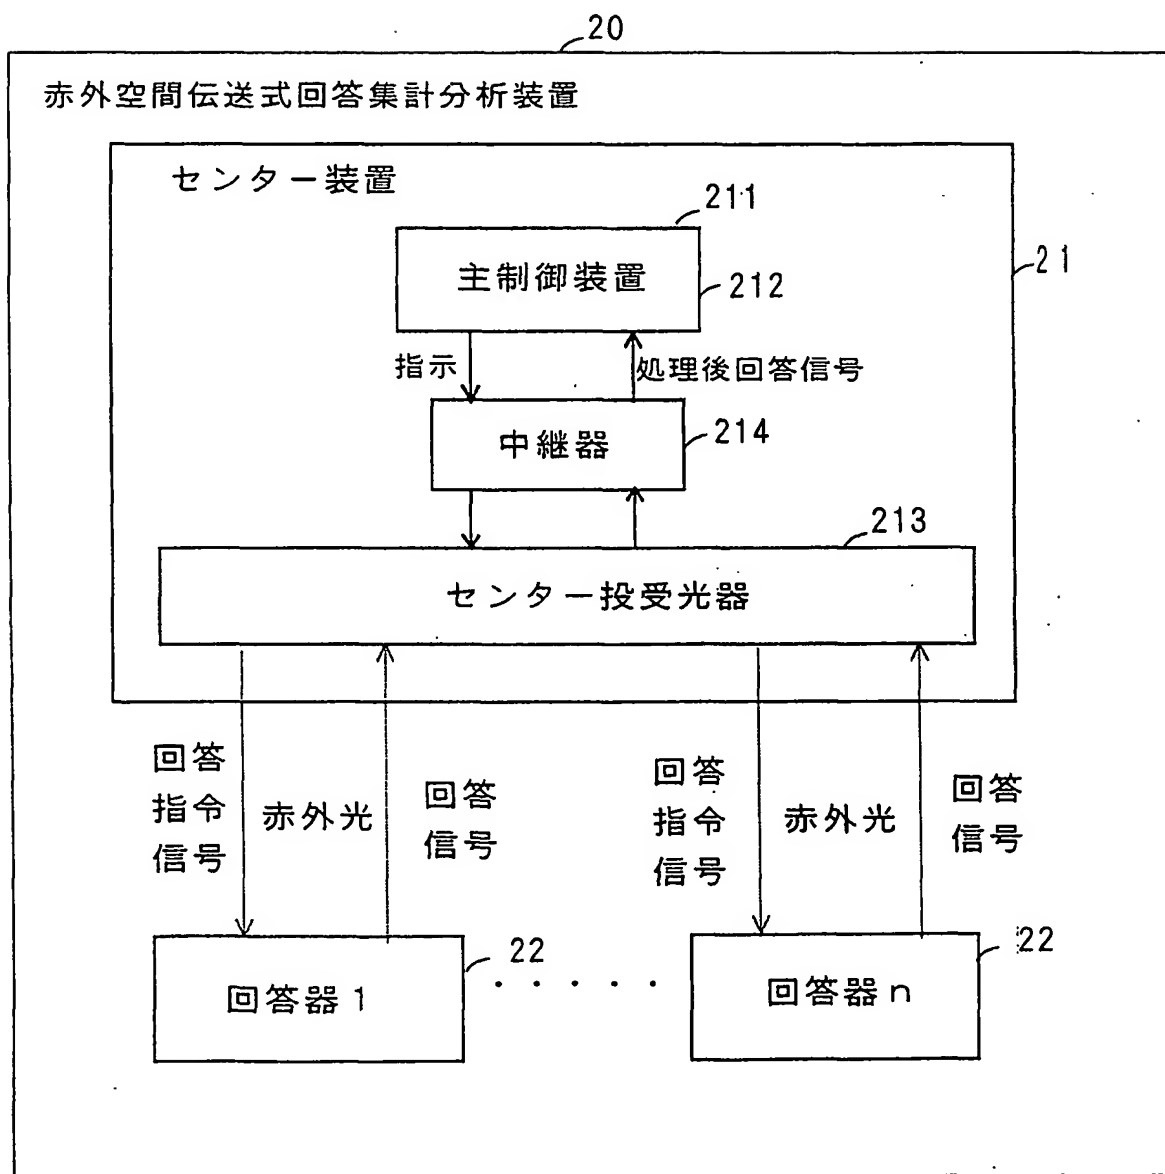 20
赤外空間伝送式回答集計分析装置
センター装置
211
主制御装置
212
21
指示
処理後回答信号
中継器
214
213
センター投受光器
回答
指令
信号
赤外光
回答
信号
回答
指令
信号
赤外光
回答
信号
回答器1
22
・・・・・
回答器n
22